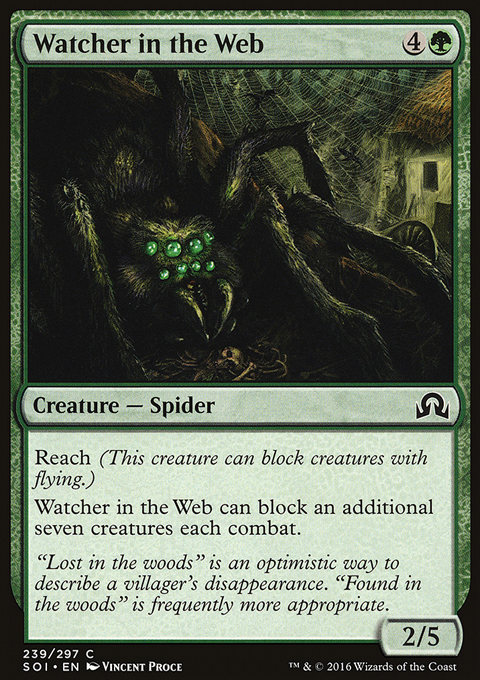 Watcher in the Web 4
Creature — Spider
Reach (This creature can block creatures with
flying.)
Watcher in the Web can block an additional
seven creatures each combat.
“Lost in the woods” is an optimistic way to
describe a villager’s disappearance. “Found in
the woods” is frequently more appropriate.
2/5
239/297 C
SOI • EN Vincent Proce
™ & © 2016 Wizards of the Coast